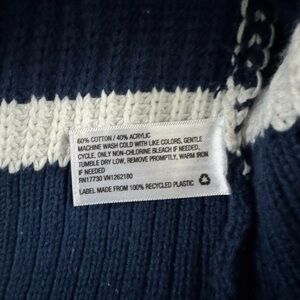 60% COTTON / 40% ACRYLIC
MACHINE WASH COLD WITH LIKE COLORS, GENTLE
CYCLE, ONLY NON-CHLORINE BLEACH IF NEEDED,
TUMBLE DRY LOW, REMOVE PROMPTLY, WARM IRON
IF NEEDED
RN17730 VN1262180
LABEL MADE FROM 100% RECYCLED PLASTIC